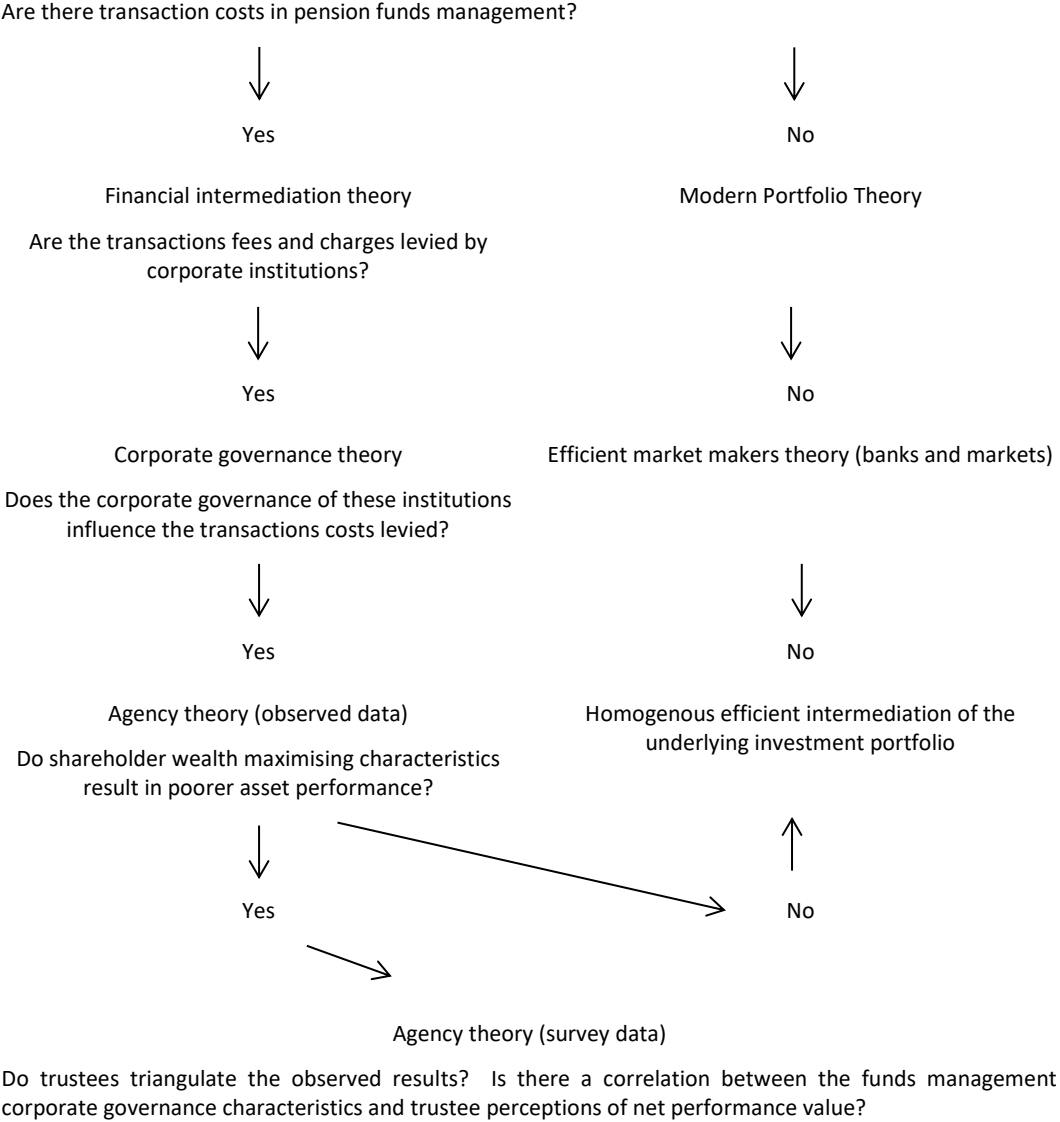 Are there transaction costs in pension funds management?
Yes
No
Financial intermediation theory
Modern Portfolio Theory
Are the transactions fees and charges levied by
corporate institutions?
Yes
No
Corporate governance theory
Efficient market makers theory (banks and markets)
Does the corporate governance of these institutions
influence the transactions costs levied?
Yes
No
Agency theory (observed data)
Homogenous efficient intermediation of the
underlying investment portfolio
Do shareholder wealth maximising characteristics
result in poorer asset performance?
Yes
No
Agency theory (survey data)
Do trustees triangulate the observed results? Is there a correlation between the funds management
corporate governance characteristics and trustee perceptions of net performance value?